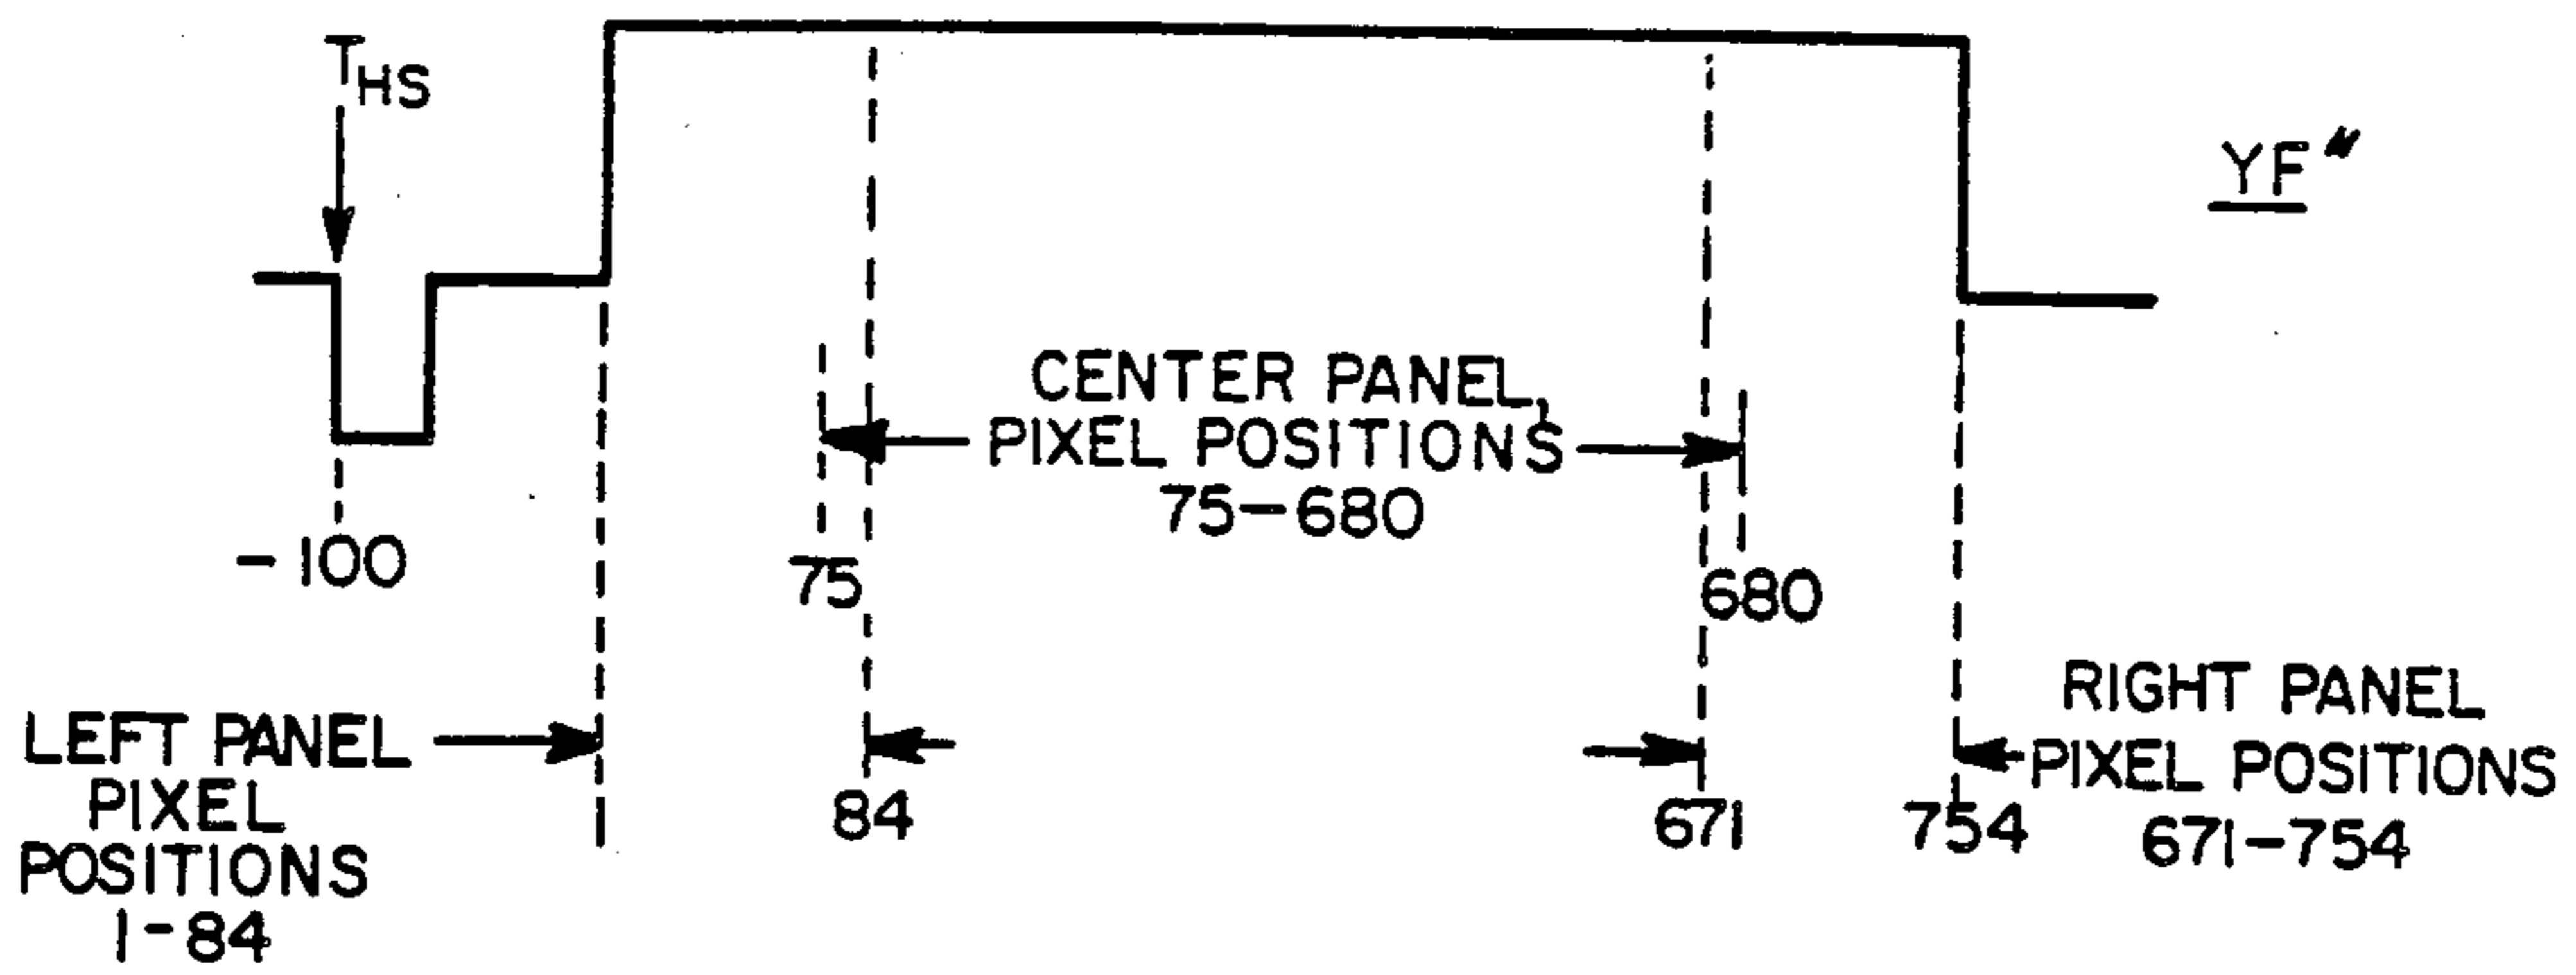 THS
YF"
CENTER PANEL,
PIXEL POSITIONS
75-680
-100
75
680
LEFT PANEL
PIXEL
POSITIONS
1-84
84
671
754
RIGHT PANEL
PIXEL POSITIONS
671-754